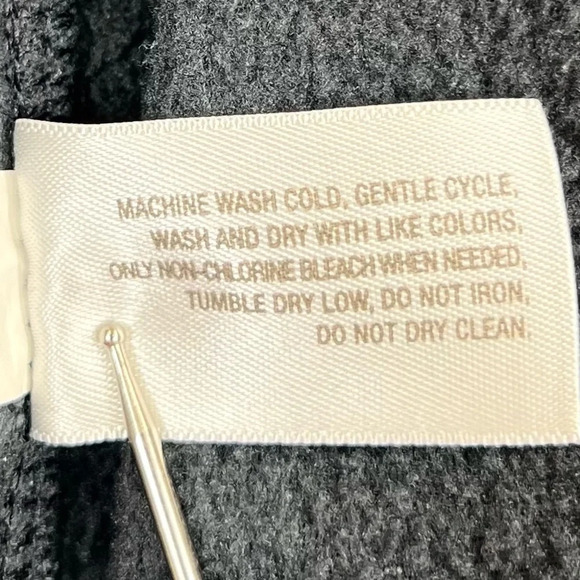 MACHINE WASH COLD, GENTLE CYCLE,
WASH AND DRY WITH LIKE COLORS,
ONLY NON-CHLORINE BLEACH WHEN NEEDED,
TUMBLE DRY LOW, DO NOT IRON,
DO NOT DRY CLEAN.